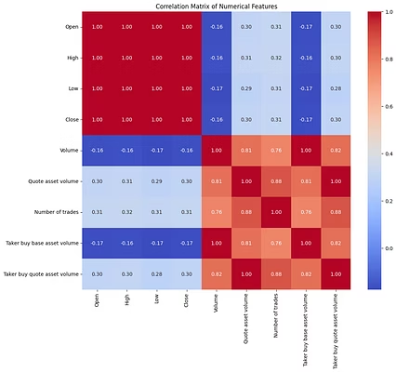 Correlation Matrix of Numerical Features
Open 1.00 1.00 1.00 1.00 -0.16 0.30 0.31 -0.17 0.30
High 1.00 1.00 1.00 1.00 -0.16 0.31 0.32 -0.16 0.30
Low 1.00 1.00 1.00 1.00 -0.17 0.29 0.31 -0.17 0.28
Close 1.00 1.00 1.00 1.00 -0.16 0.30 0.31 -0.17 0.30
Volume -0.16 -0.16 -0.17 -0.16 1.00 0.81 0.76 1.00 0.82
Quote asset volume 0.30 0.31 0.29 0.30 0.81 1.00 0.88 0.81 1.00
Number of trades 0.31 0.32 0.31 0.31 0.76 0.88 1.00 0.76 0.88
Taker buy base asset volume -0.17 -0.16 -0.17 -0.17 1.00 0.81 0.76 1.00 0.82
Taker buy quote asset volume 0.30 0.30 0.28 0.30 0.82 1.00 0.88 0.82 1.00
Open
High
Low
Close
Volume
Quote asset volume
Number of trades
Taker buy base asset volume
Taker buy quote asset volume
1.0
0.8
0.6
0.4
0.2
0.0